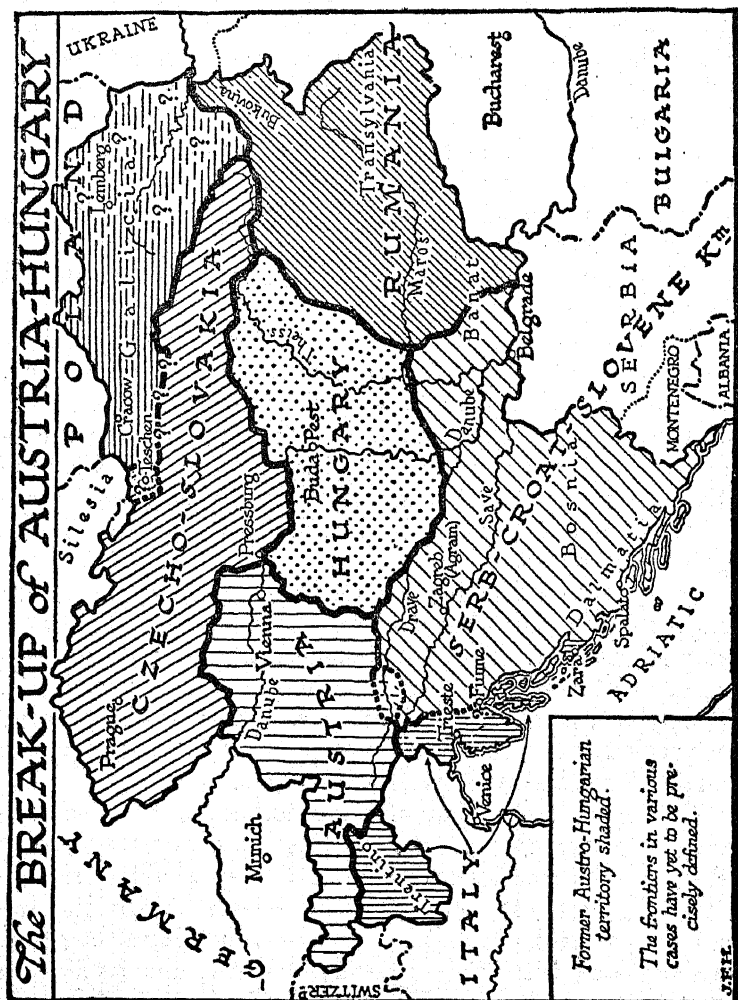 The BREAK-UP of AUSTRIA-HUNGARY
GERMANY
Silesia
POLAND
UKRAINE
Prague
Cracow
Teschen
Galizcia
Lemberg
? ? ? ? ?
CZECHO-SLOVAKIA
Bukovina
Munich
Danube
Vienna
Pressburg
SWITZERD
AUSTRIA
Buda Pest
HUNGARY
Theiss
Transylvania
RUMANIA
Maros
Bucharest
Danube
Trentino
ITALY
Venice
Trieste
Fiume
Drave
Zagreb
(Agram)
Save
Danube
Banat
Belgrade
SERB-CROAT-SLOVENE Km
Bosnia
Dalmatia
Zara
Spalato
ADRIATIC
SERBIA
BULGARIA
MONTENEGRO
ALBANIA
Former Austro-Hungarian
territory shaded.
The frontiers in various
cases have yet to be pre-
cisely defined.
J.F.H.